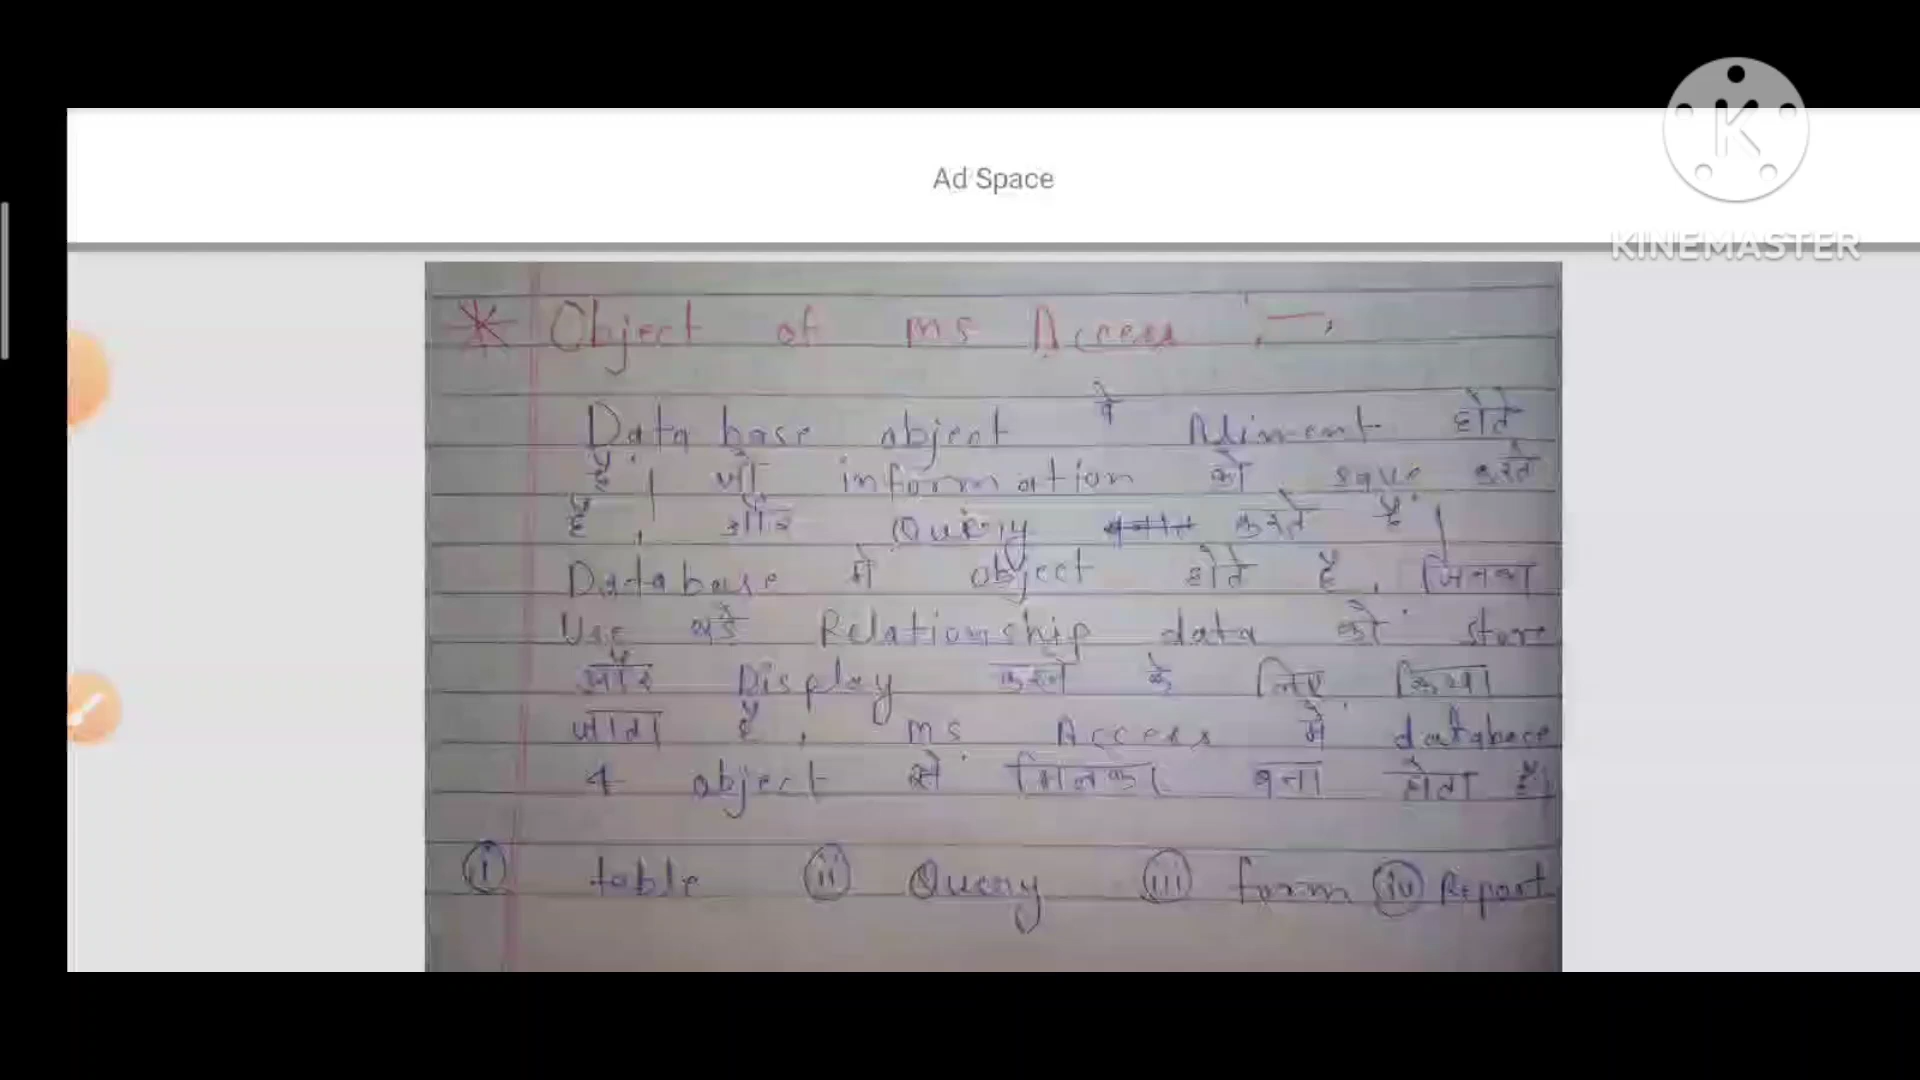 Ad Space
KINEMASTER
* Object of ms Access :-
Database object वे Aliment होते
हैं। जो information को save करते
हैं, और Query करते हैं।
Database में object होते है, जिनका
Use बडे Relationship data को store
और Display करने के लिए किया
जाता है, ms Access में database
4 object से मिलकर बना होता है।
(i) table (ii) Query (iii) form (iv) Report